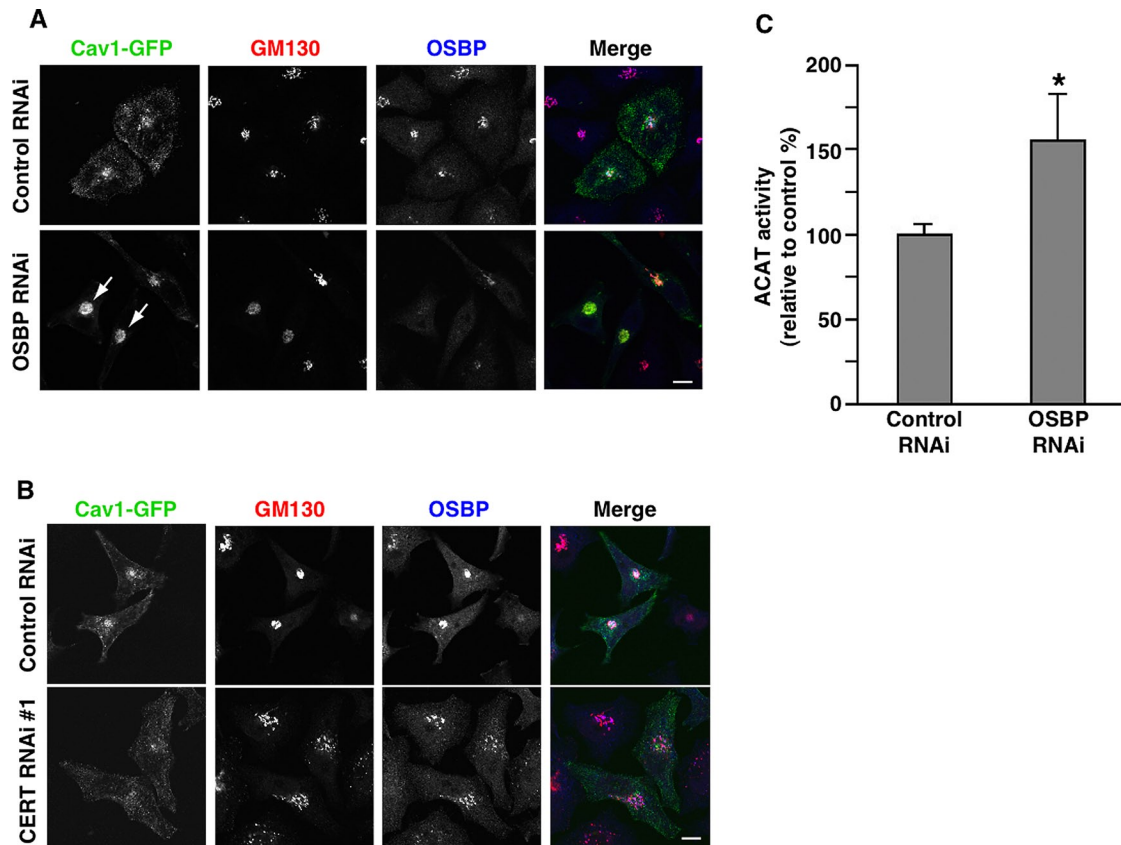 A
Cav1-GFP GM130 OSBP Merge
Control RNAi
OSBP RNAi
B
Cav1-GFP GM130 OSBP Merge
Control RNAi
CERT RNAi #1
C
ACAT activity
(relative to control %)
200
150
100
50
0
*
Control
RNAi
OSBP
RNAi